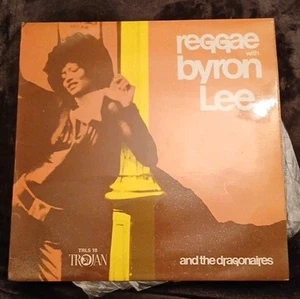 reggae
with
byron
Lee
TRLS 18
TROJAN
and the dragonaires